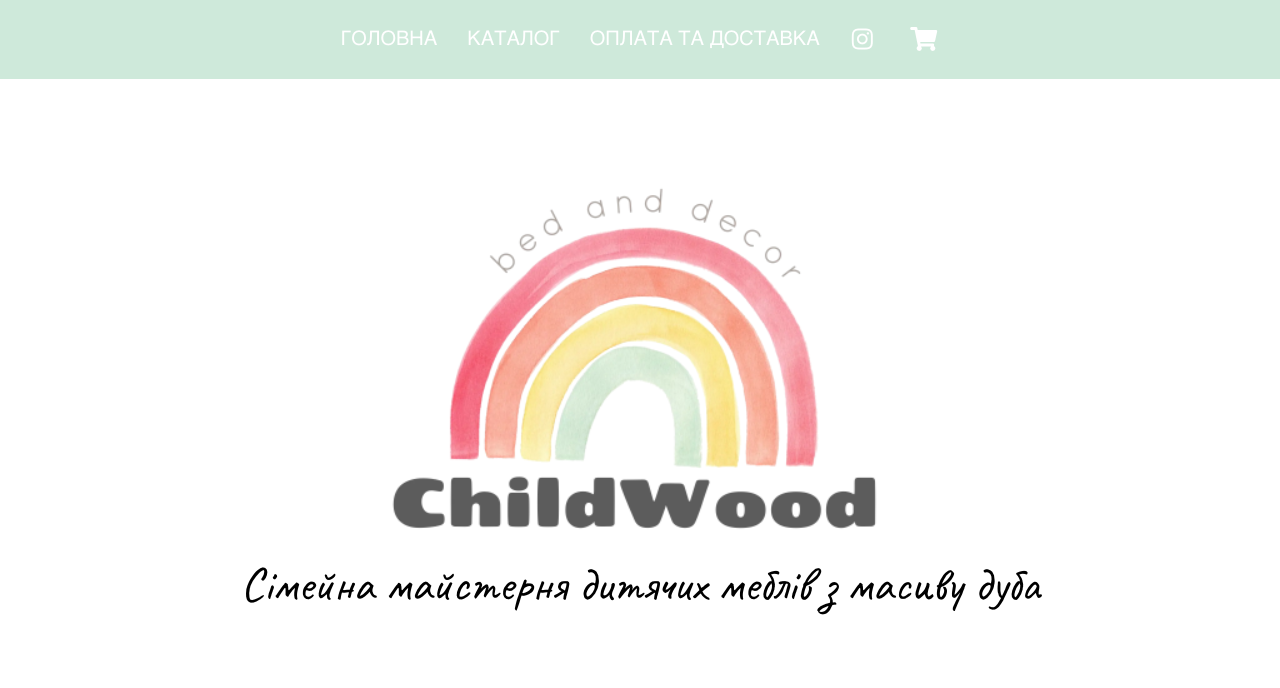 ГОЛОВНА КАТАЛОГ ОПЛАТА ТА ДОСТАВКА
bed and decor
ChildWood
Сімейна майстерня дитячих меблів з масиву дуба